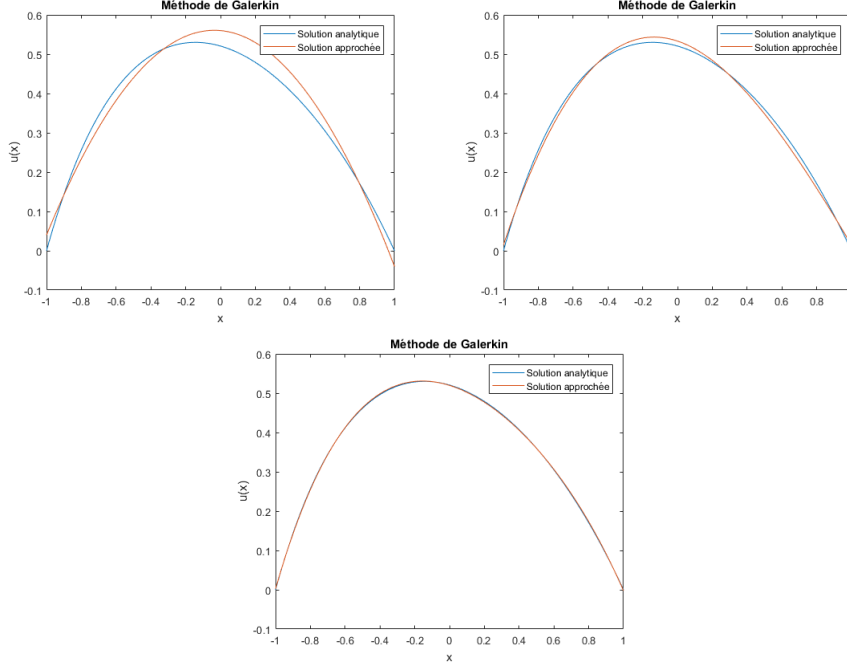 Méthode de Galerkin
0.6
0.5
0.4
0.3
0.2
0.1
0
-0.1
u(x)
Solution analytique
Solution approchée
-1 -0.8 -0.6 -0.4 -0.2 0 0.2 0.4 0.6 0.8 1
x
Méthode de Galerkin
0.6
0.5
0.4
0.3
0.2
0.1
0
-0.1
u(x)
Solution analytique
Solution approchée
-1 -0.8 -0.6 -0.4 -0.2 0 0.2 0.4 0.6 0.8
x
Méthode de Galerkin
0.6
0.5
0.4
0.3
0.2
0.1
0
-0.1
u(x)
Solution analytique
Solution approchée
-1 -0.8 -0.6 -0.4 -0.2 0 0.2 0.4 0.6 0.8 1
x